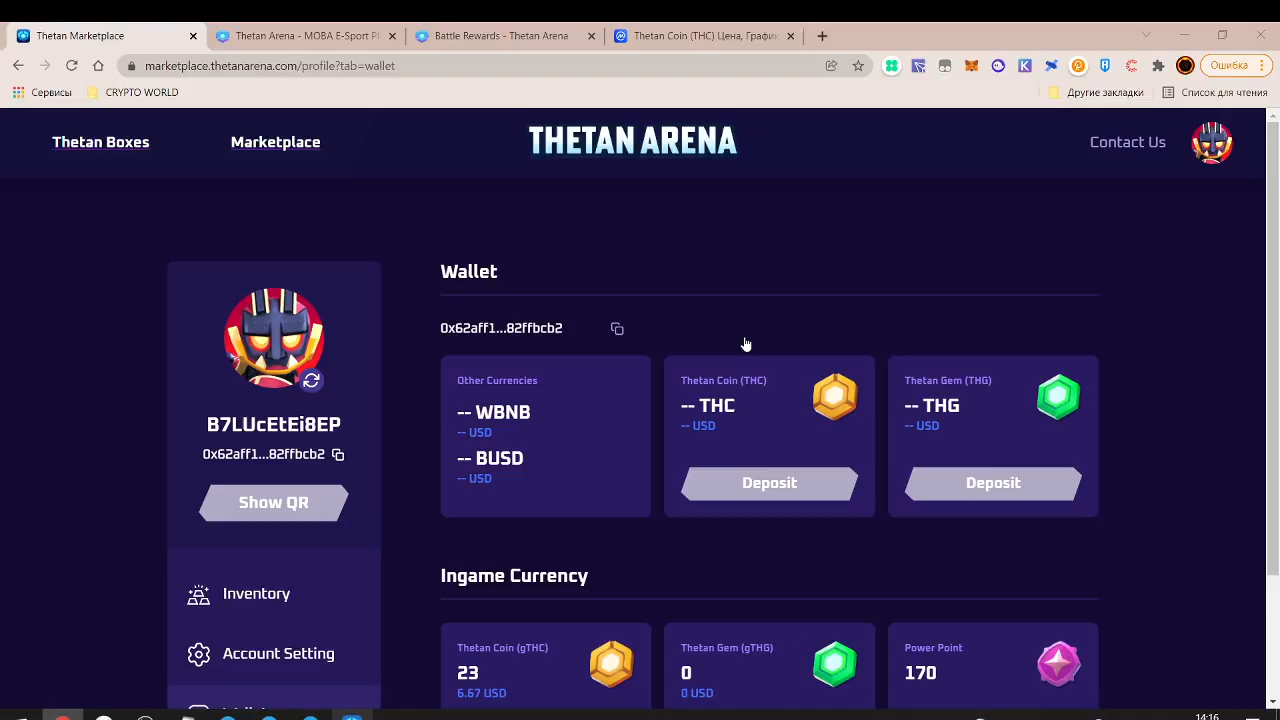 Thetan Marketplace
Thetan Arena - MOBA E-Sport Pl
Battle Rewards - Thetan Arena
Thetan Coin (THC) Цена, График
marketplace.thetanarena.com/profile?tab=wallet
Ошибка
Сервисы
CRYPTO WORLD
Другие закладки
Список для чтения
Thetan Boxes
Marketplace
THETAN ARENA
Contact Us
Wallet
0x62aff1...82ffbcb2
B7LUcEtEi8EP
0x62aff1...82ffbcb2
Show QR
Inventory
Account Setting
Other Currencies
-- WBNB
-- USD
-- BUSD
-- USD
Thetan Coin (THC)
-- THC
-- USD
Deposit
Thetan Gem (THG)
-- THG
-- USD
Deposit
Ingame Currency
Thetan Coin (gTHC)
23
6.67 USD
Thetan Gem (gTHG)
0
0 USD
Power Point
170
14:16